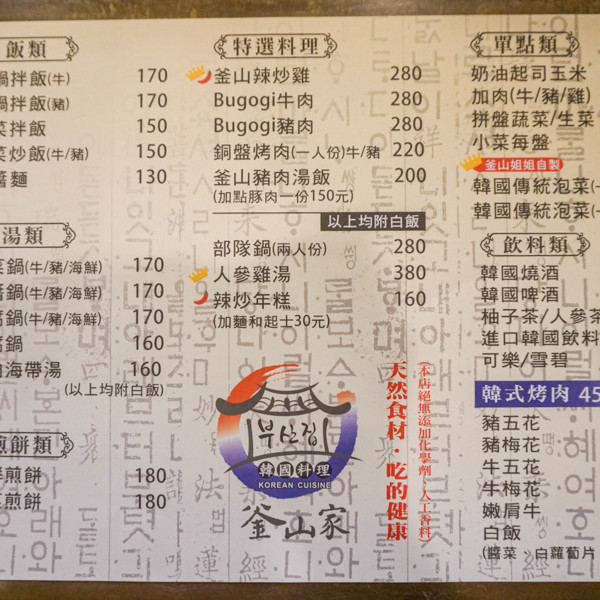 飯類
鍋拌飯(牛) 170
鍋拌飯(豬) 170
菜拌飯 150
菜炒飯(牛/豬) 150
醬麵 130
湯類
菜鍋(牛/豬/海鮮) 170
醬鍋(牛/豬/海鮮) 170
腐鍋(牛/豬/海鮮) 170
鍋 160
海帶湯 160
(以上均附白飯)
煎餅類
鮮煎餅 180
菜煎餅 180
特選料理
釜山辣炒雞 280
Bugogi牛肉 280
Bugogi豬肉 280
銅盤烤肉(一人份)牛/豬 220
釜山豬肉湯飯 200
(加點豚肉一份150元)
以上均附白飯
部隊鍋(兩人份) 280
人參雞湯 380
辣炒年糕 160
(加麵和起士30元)
부산집
韓國料理
KOREAN CUISINE
釜山家
(本店絕無添加化學劑、人工香料)
天然食材·吃的健康
單點類
奶油起司玉米
加肉(牛/豬/雞)
拼盤蔬菜/生菜
小菜每盤
釜山姐姐自製
韓國傳統泡菜(
韓國傳統泡菜(
飲料類
韓國燒酒
韓國啤酒
柚子茶/人參茶
進口韓國飲料
可樂/雪碧
韓式烤肉 45
豬五花
豬梅花
牛五花
牛梅花
嫩肩牛
白飯
(醬菜、白蘿蔔片